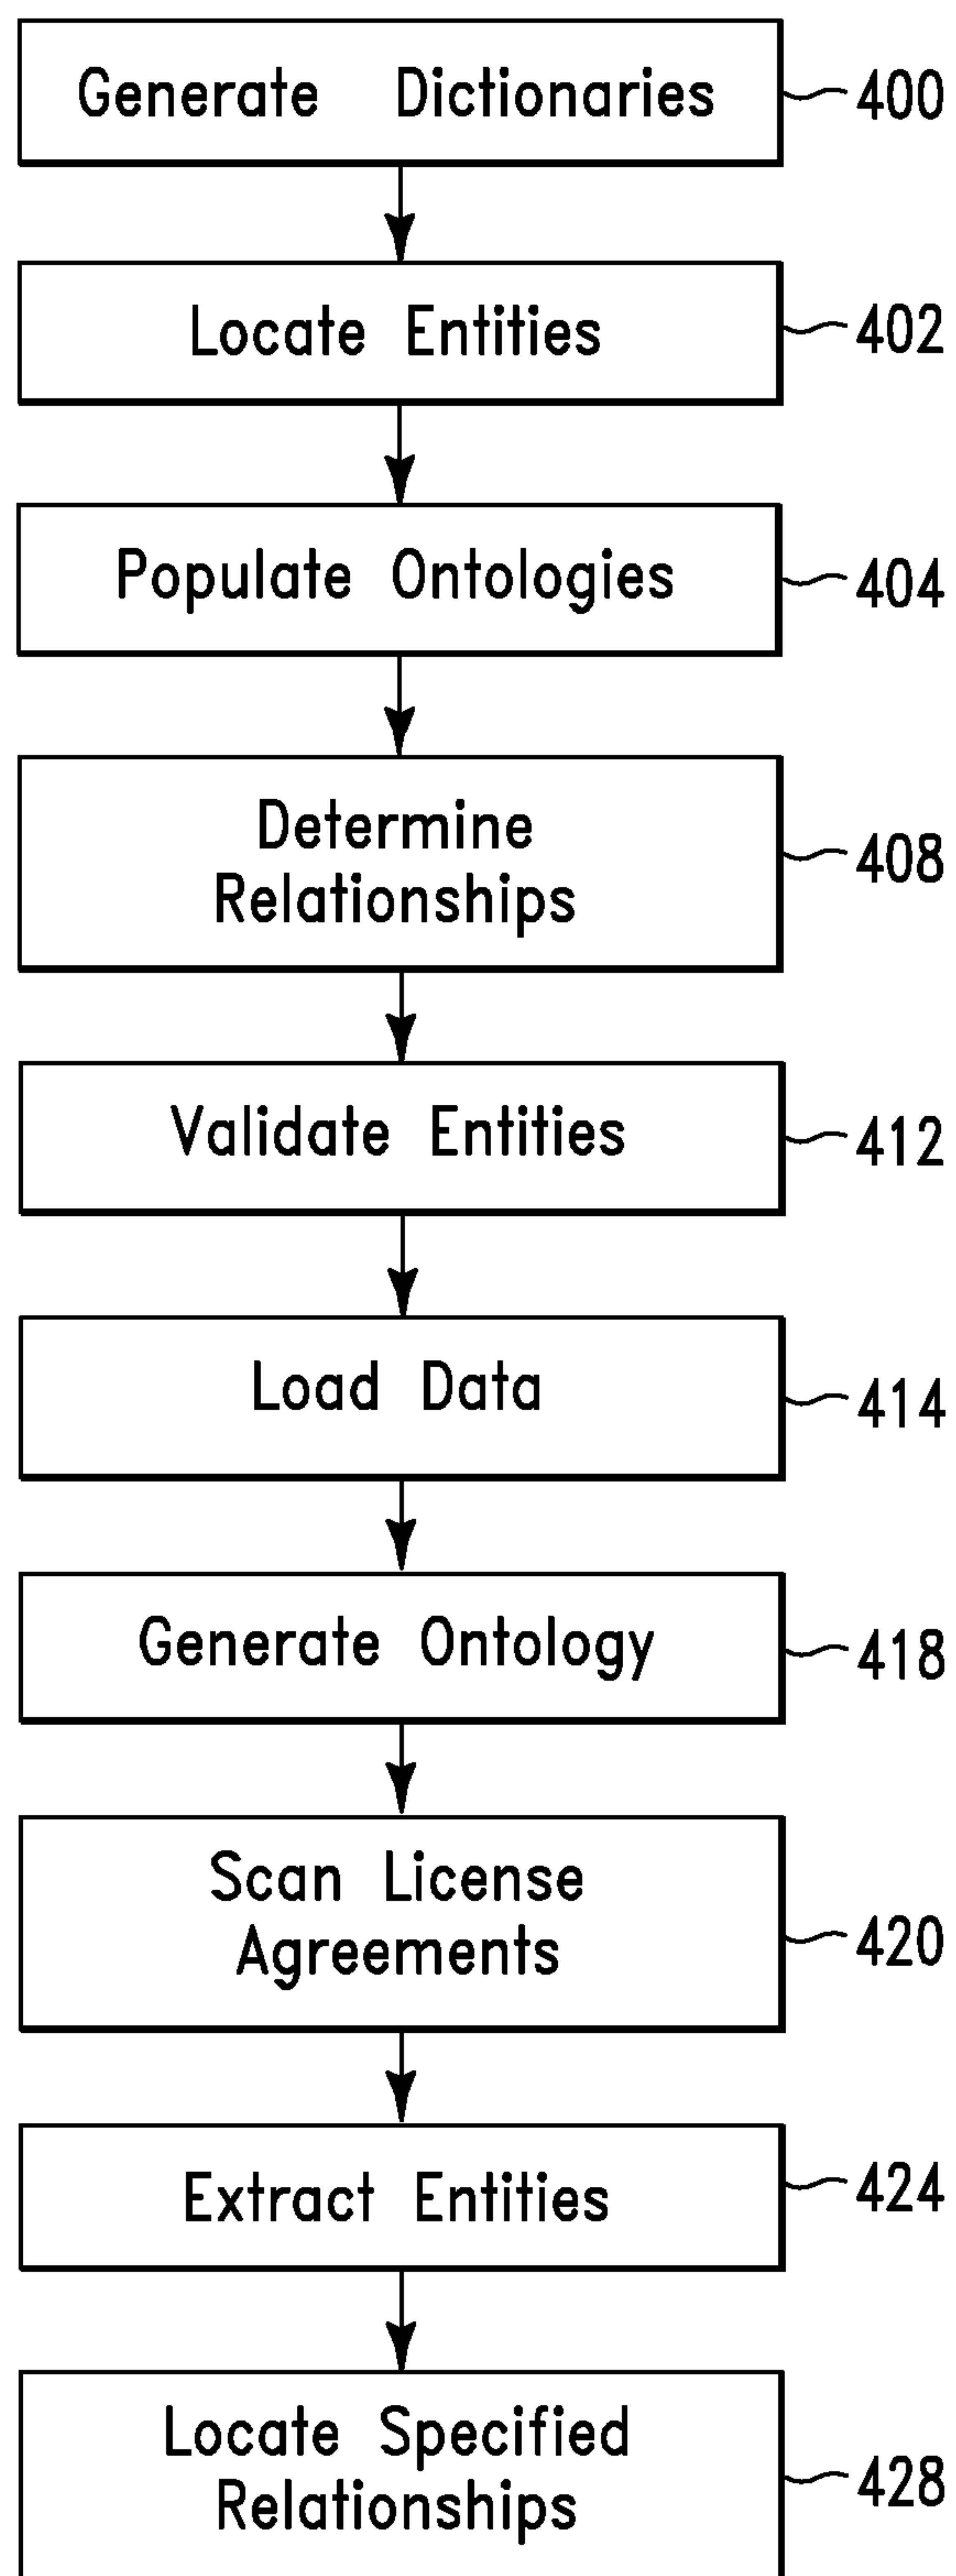 Generate Dictionaries
400
Locate Entities
402
Populate Ontologies
404
Determine
Relationships
408
Validate Entities
412
Load Data
414
Generate Ontology
418
Scan License
Agreements
420
Extract Entities
424
Locate Specified
Relationships
428